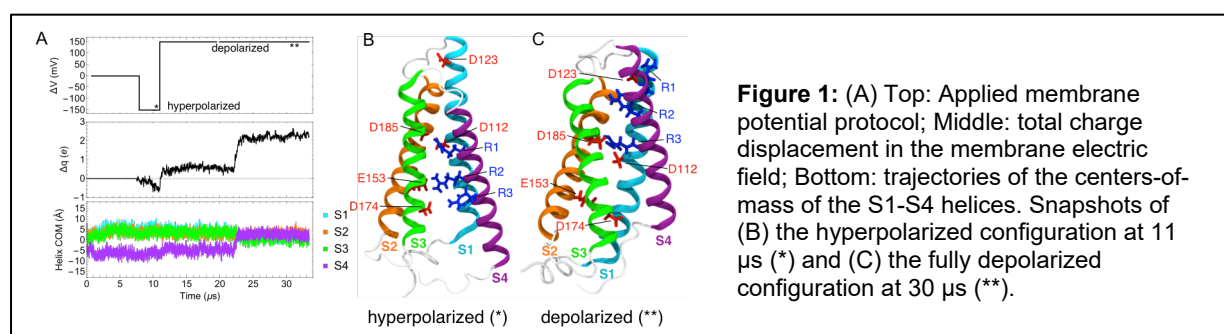 A
ΔV (mV)
150
100
50
0
−50
−100
−150
depolarized
**
*
hyperpolarized
Δq (e)
3
2
1
0
−1
Helix COM (Å)
15
10
5
0
−5
−10
0
5
10
15
20
25
30
Time (μs)
S1
S2
S3
S4
B
D123
D185
D112
R1
R2
E153
R3
D174
S2
S3
S1
S4
hyperpolarized (*)
C
D123
R1
R2
D185
R3
D112
E153
D174
S4
S2
S3
S1
depolarized (**)
Figure 1: (A) Top: Applied membrane
potential protocol; Middle: total charge
displacement in the membrane electric
field; Bottom: trajectories of the centers-of-
mass of the S1-S4 helices. Snapshots of
(B) the hyperpolarized configuration at 11
μs (*) and (C) the fully depolarized
configuration at 30 μs (**).